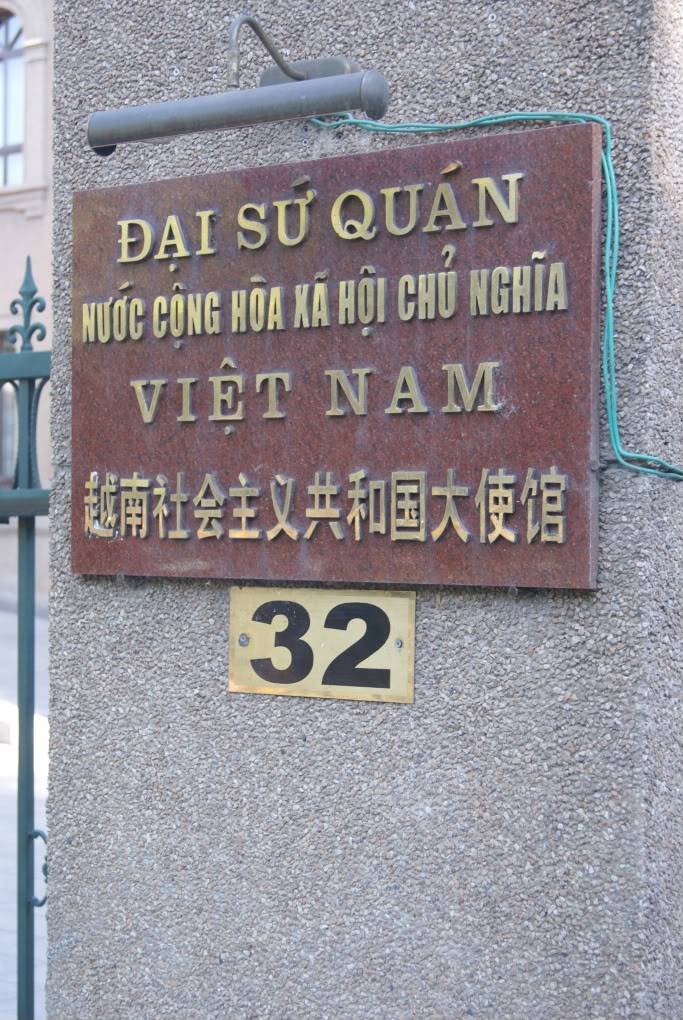 ĐẠI SỨ QUÁN
NƯỚC CỘNG HÒA XÃ HỘI CHỦ NGHĨA
VIỆT NAM
越南社会主义共和国大使馆
32